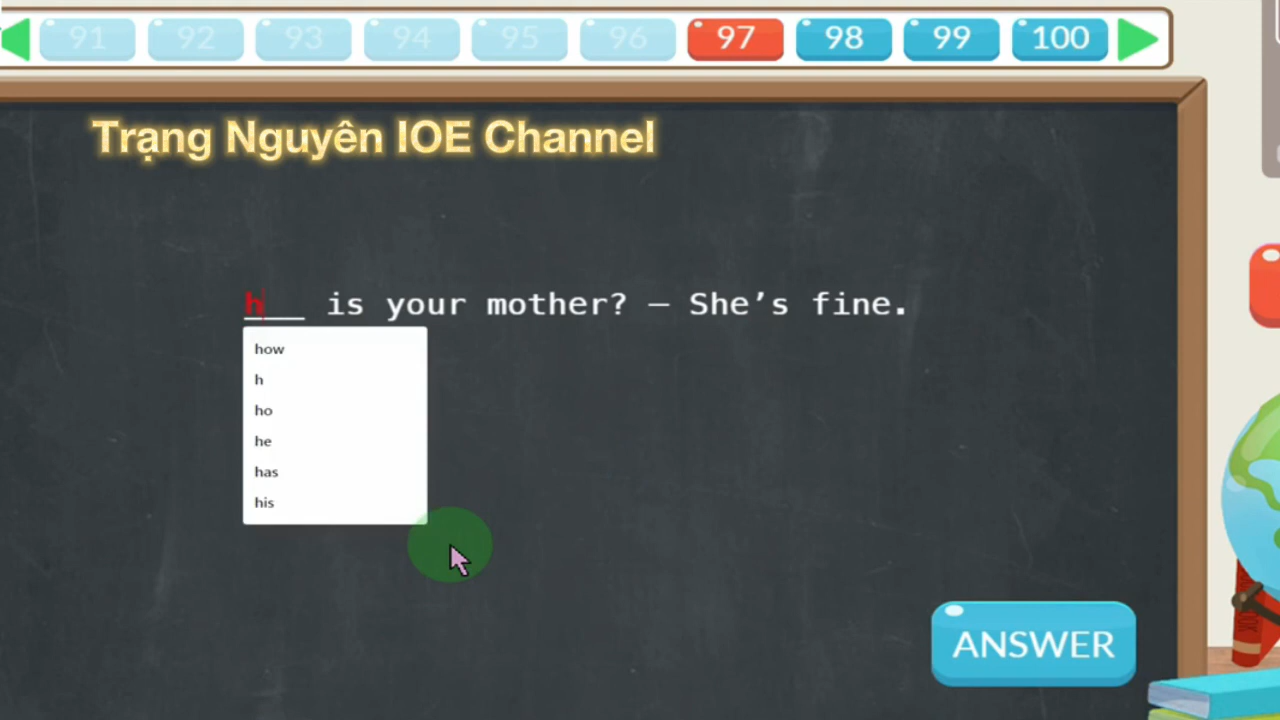 91 92 93 94 95 96 97 98 99 100
Trạng Nguyên IOE Channel
h__ is your mother? – She’s fine.
how
h
ho
he
has
his
ANSWER